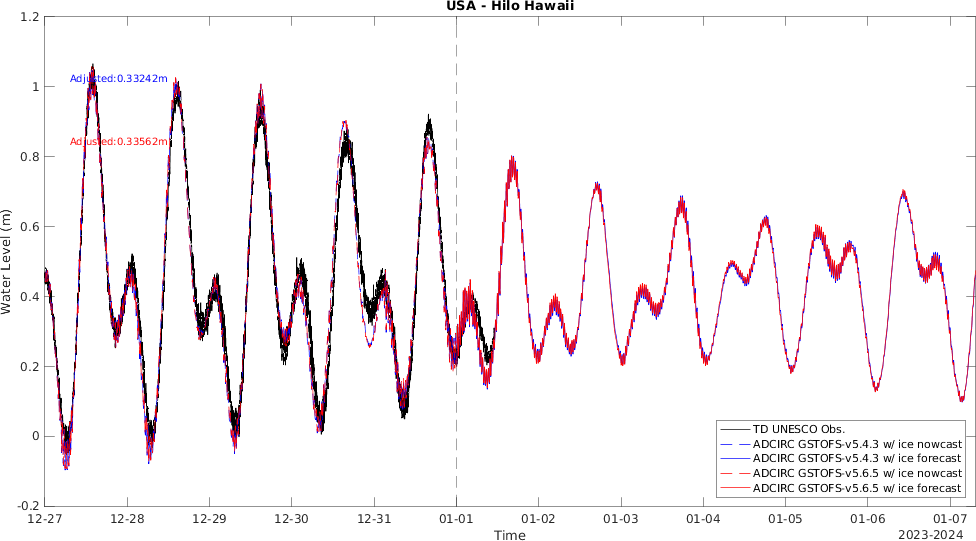 USA - Hilo Hawaii
1.2
1
0.8
0.6
0.4
0.2
0
-0.2
Water Level (m)
Adjusted:0.33242m
Adjusted:0.33562m
TD UNESCO Obs.
ADCIRC GSTOFS-v5.4.3 w/ ice nowcast
ADCIRC GSTOFS-v5.4.3 w/ ice forecast
ADCIRC GSTOFS-v5.6.5 w/ ice nowcast
ADCIRC GSTOFS-v5.6.5 w/ ice forecast
12-27 12-28 12-29 12-30 12-31 01-01 01-02 01-03 01-04 01-05 01-06 01-07
Time
2023-2024